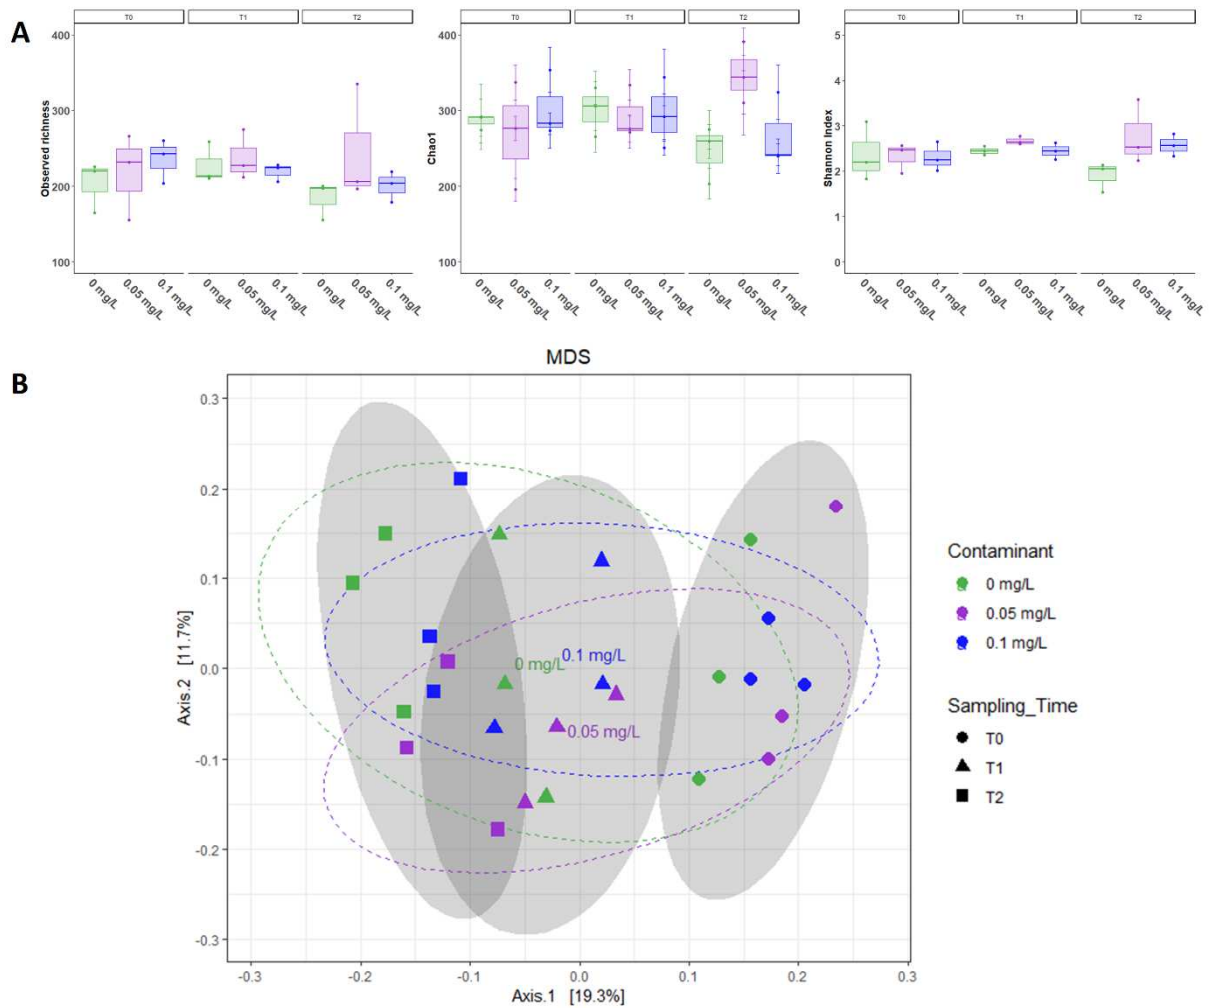 A
T0 T1 T2
Observed richness
400
300
200
100
0 mg/L 0.05 mg/L 0.1 mg/L 0 mg/L 0.05 mg/L 0.1 mg/L 0 mg/L 0.05 mg/L 0.1 mg/L
T0 T1 T2
Chao1
400
300
200
100
0 mg/L 0.05 mg/L 0.1 mg/L 0 mg/L 0.05 mg/L 0.1 mg/L 0 mg/L 0.05 mg/L 0.1 mg/L
T0 T1 T2
Shannon Index
5
4
3
2
1
0
0 mg/L 0.05 mg/L 0.1 mg/L 0 mg/L 0.05 mg/L 0.1 mg/L 0 mg/L 0.05 mg/L 0.1 mg/L
B
MDS
Axis.2 [11.7%]
0.3
0.2
0.1
0.0
-0.1
-0.2
-0.3
0.1 mg/L
0 mg/L
0.05 mg/L
-0.3 -0.2 -0.1 0.0 0.1 0.2 0.3
Axis.1 [19.3%]
Contaminant
0 mg/L
0.05 mg/L
0.1 mg/L
Sampling_Time
T0
T1
T2